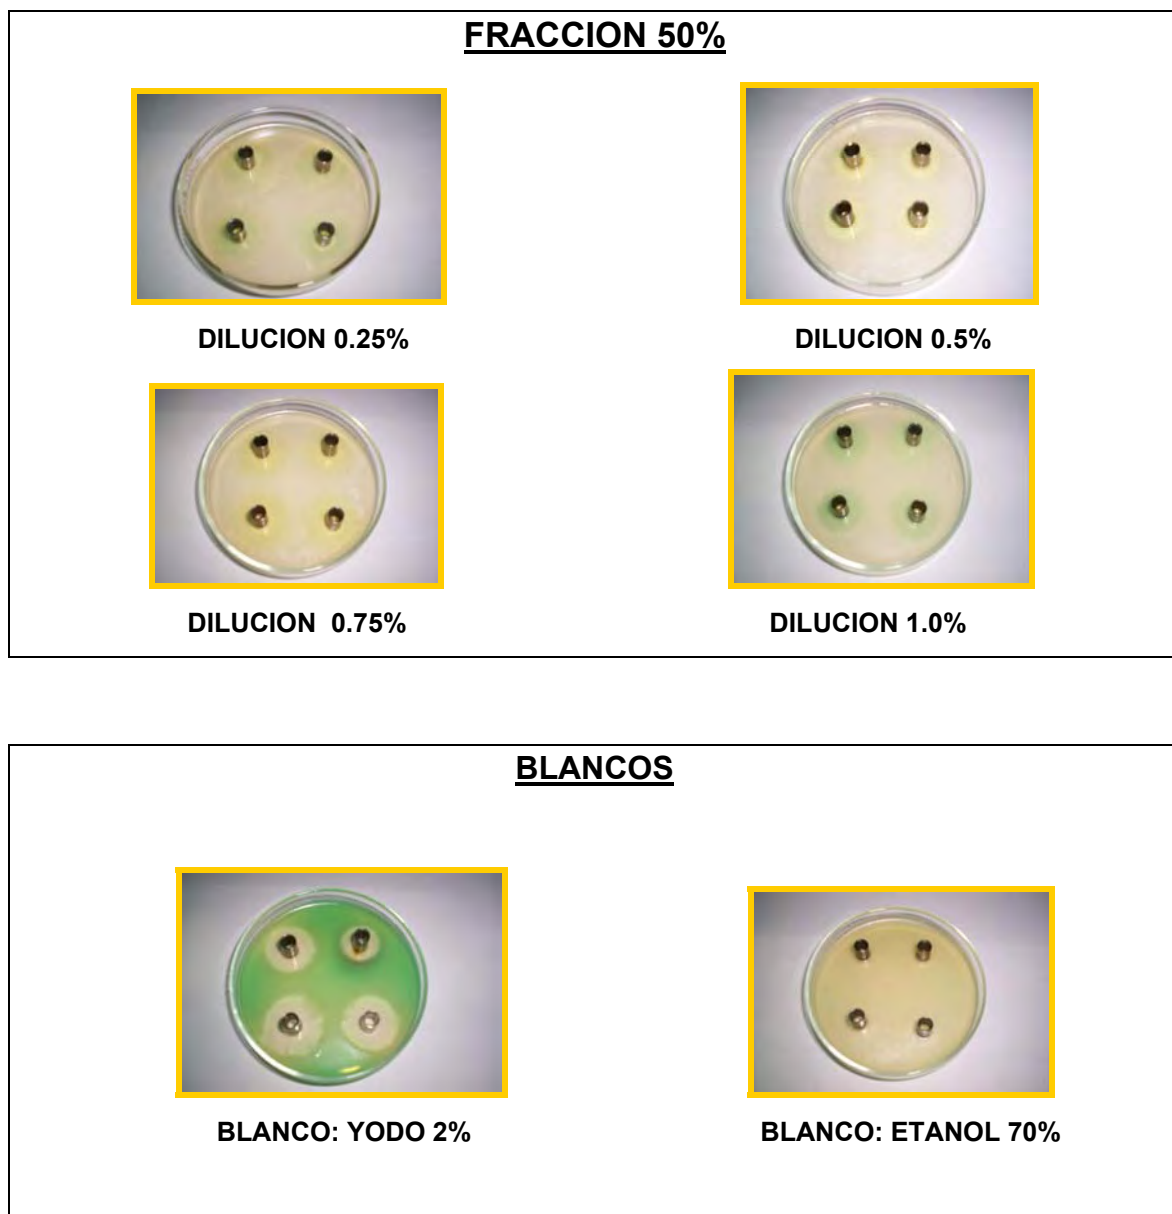 FRACCION 50%
DILUCION 0.25%
DILUCION 0.5%
DILUCION 0.75%
DILUCION 1.0%
BLANCOS
BLANCO: YODO 2%
BLANCO: ETANOL 70%